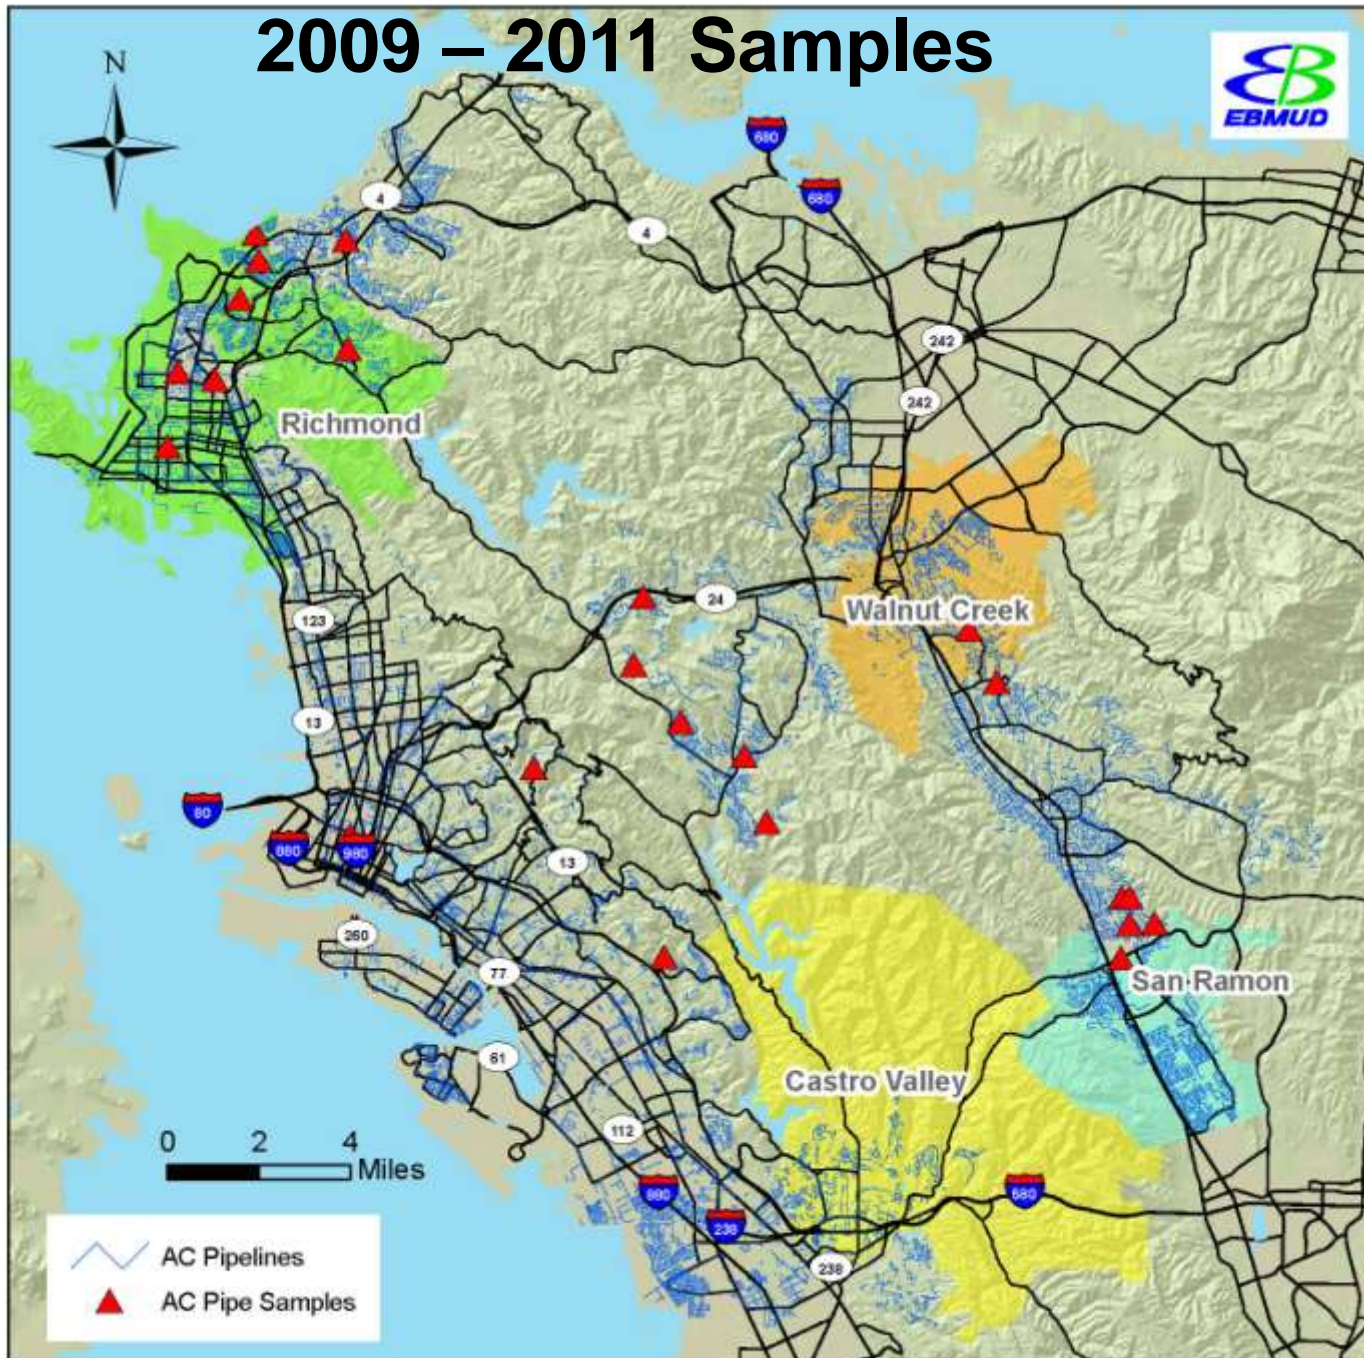 2009 – 2011 Samples
N
EBMUD
680
680
4
4
242
242
Richmond
24
Walnut Creek
123
13
80
880
980
13
260
77
San Ramon
61
Castro Valley
112
0 2 4
Miles
880
680
238
238
AC Pipelines
AC Pipe Samples